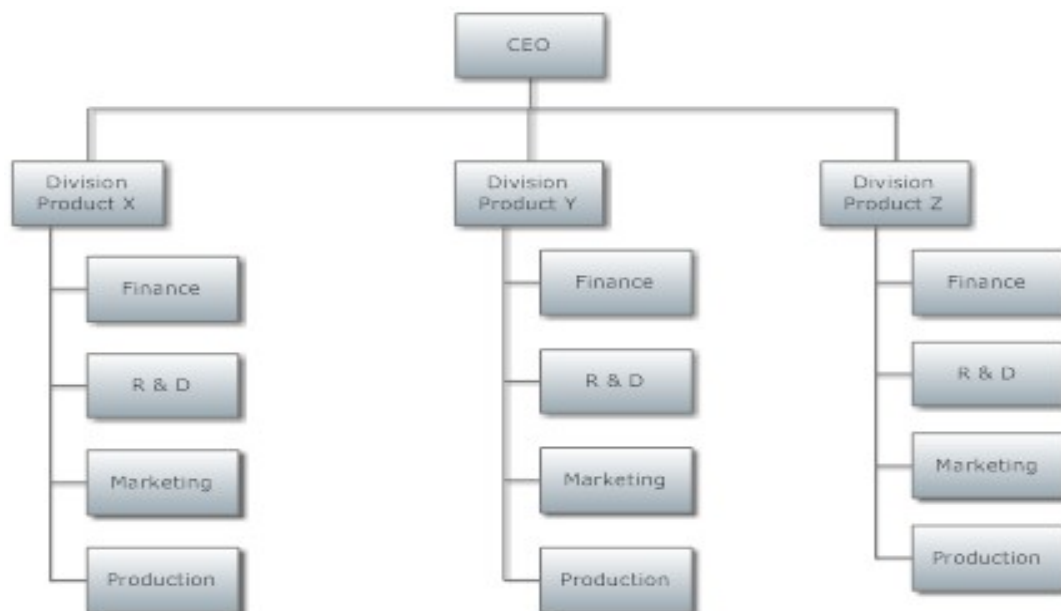 CEO
Division
Product X
Finance
R & D
Marketing
Production
Division
Product Y
Finance
R & D
Marketing
Production
Division
Product Z
Finance
R & D
Marketing
Production